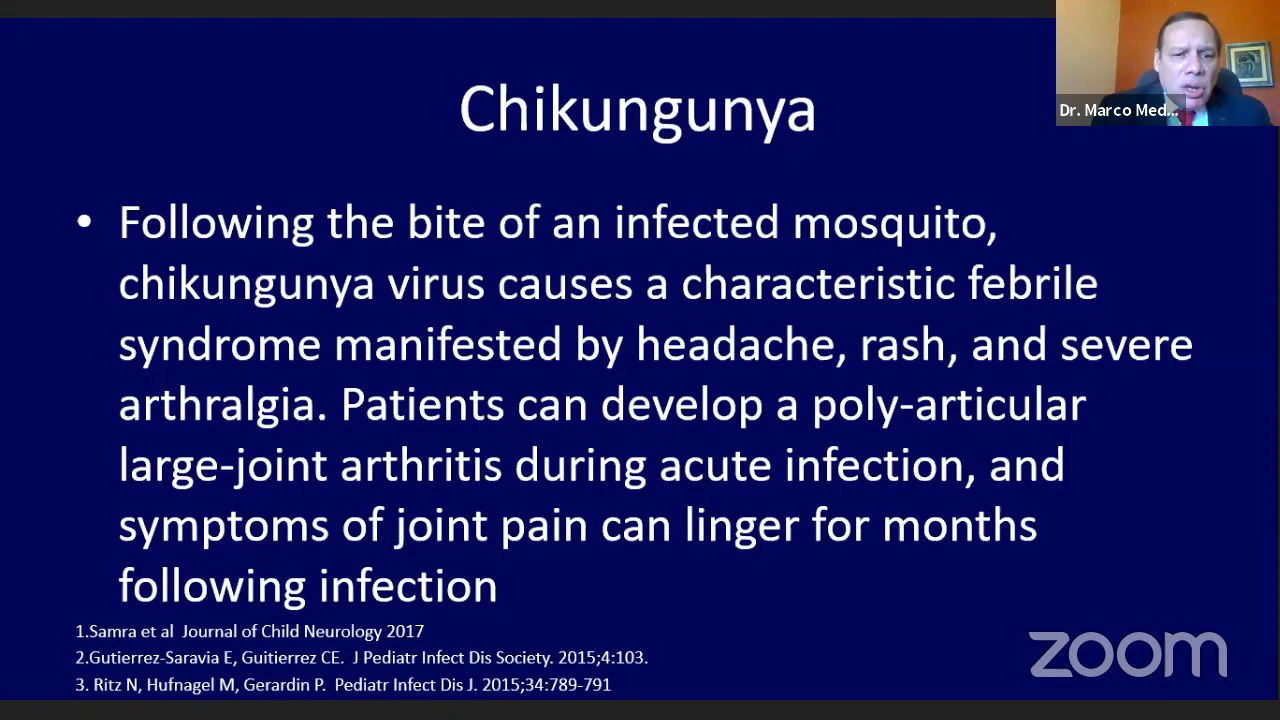 Chikungunya
Dr. Marco Med...
• Following the bite of an infected mosquito,
chikungunya virus causes a characteristic febrile
syndrome manifested by headache, rash, and severe
arthralgia. Patients can develop a poly-articular
large-joint arthritis during acute infection, and
symptoms of joint pain can linger for months
following infection
1.Samra et al Journal of Child Neurology 2017
2.Gutierrez-Saravia E, Guitierrez CE. J Pediatr Infect Dis Society. 2015;4:103.
3. Ritz N, Hufnagel M, Gerardin P. Pediatr Infect Dis J. 2015;34:789-791
zoom